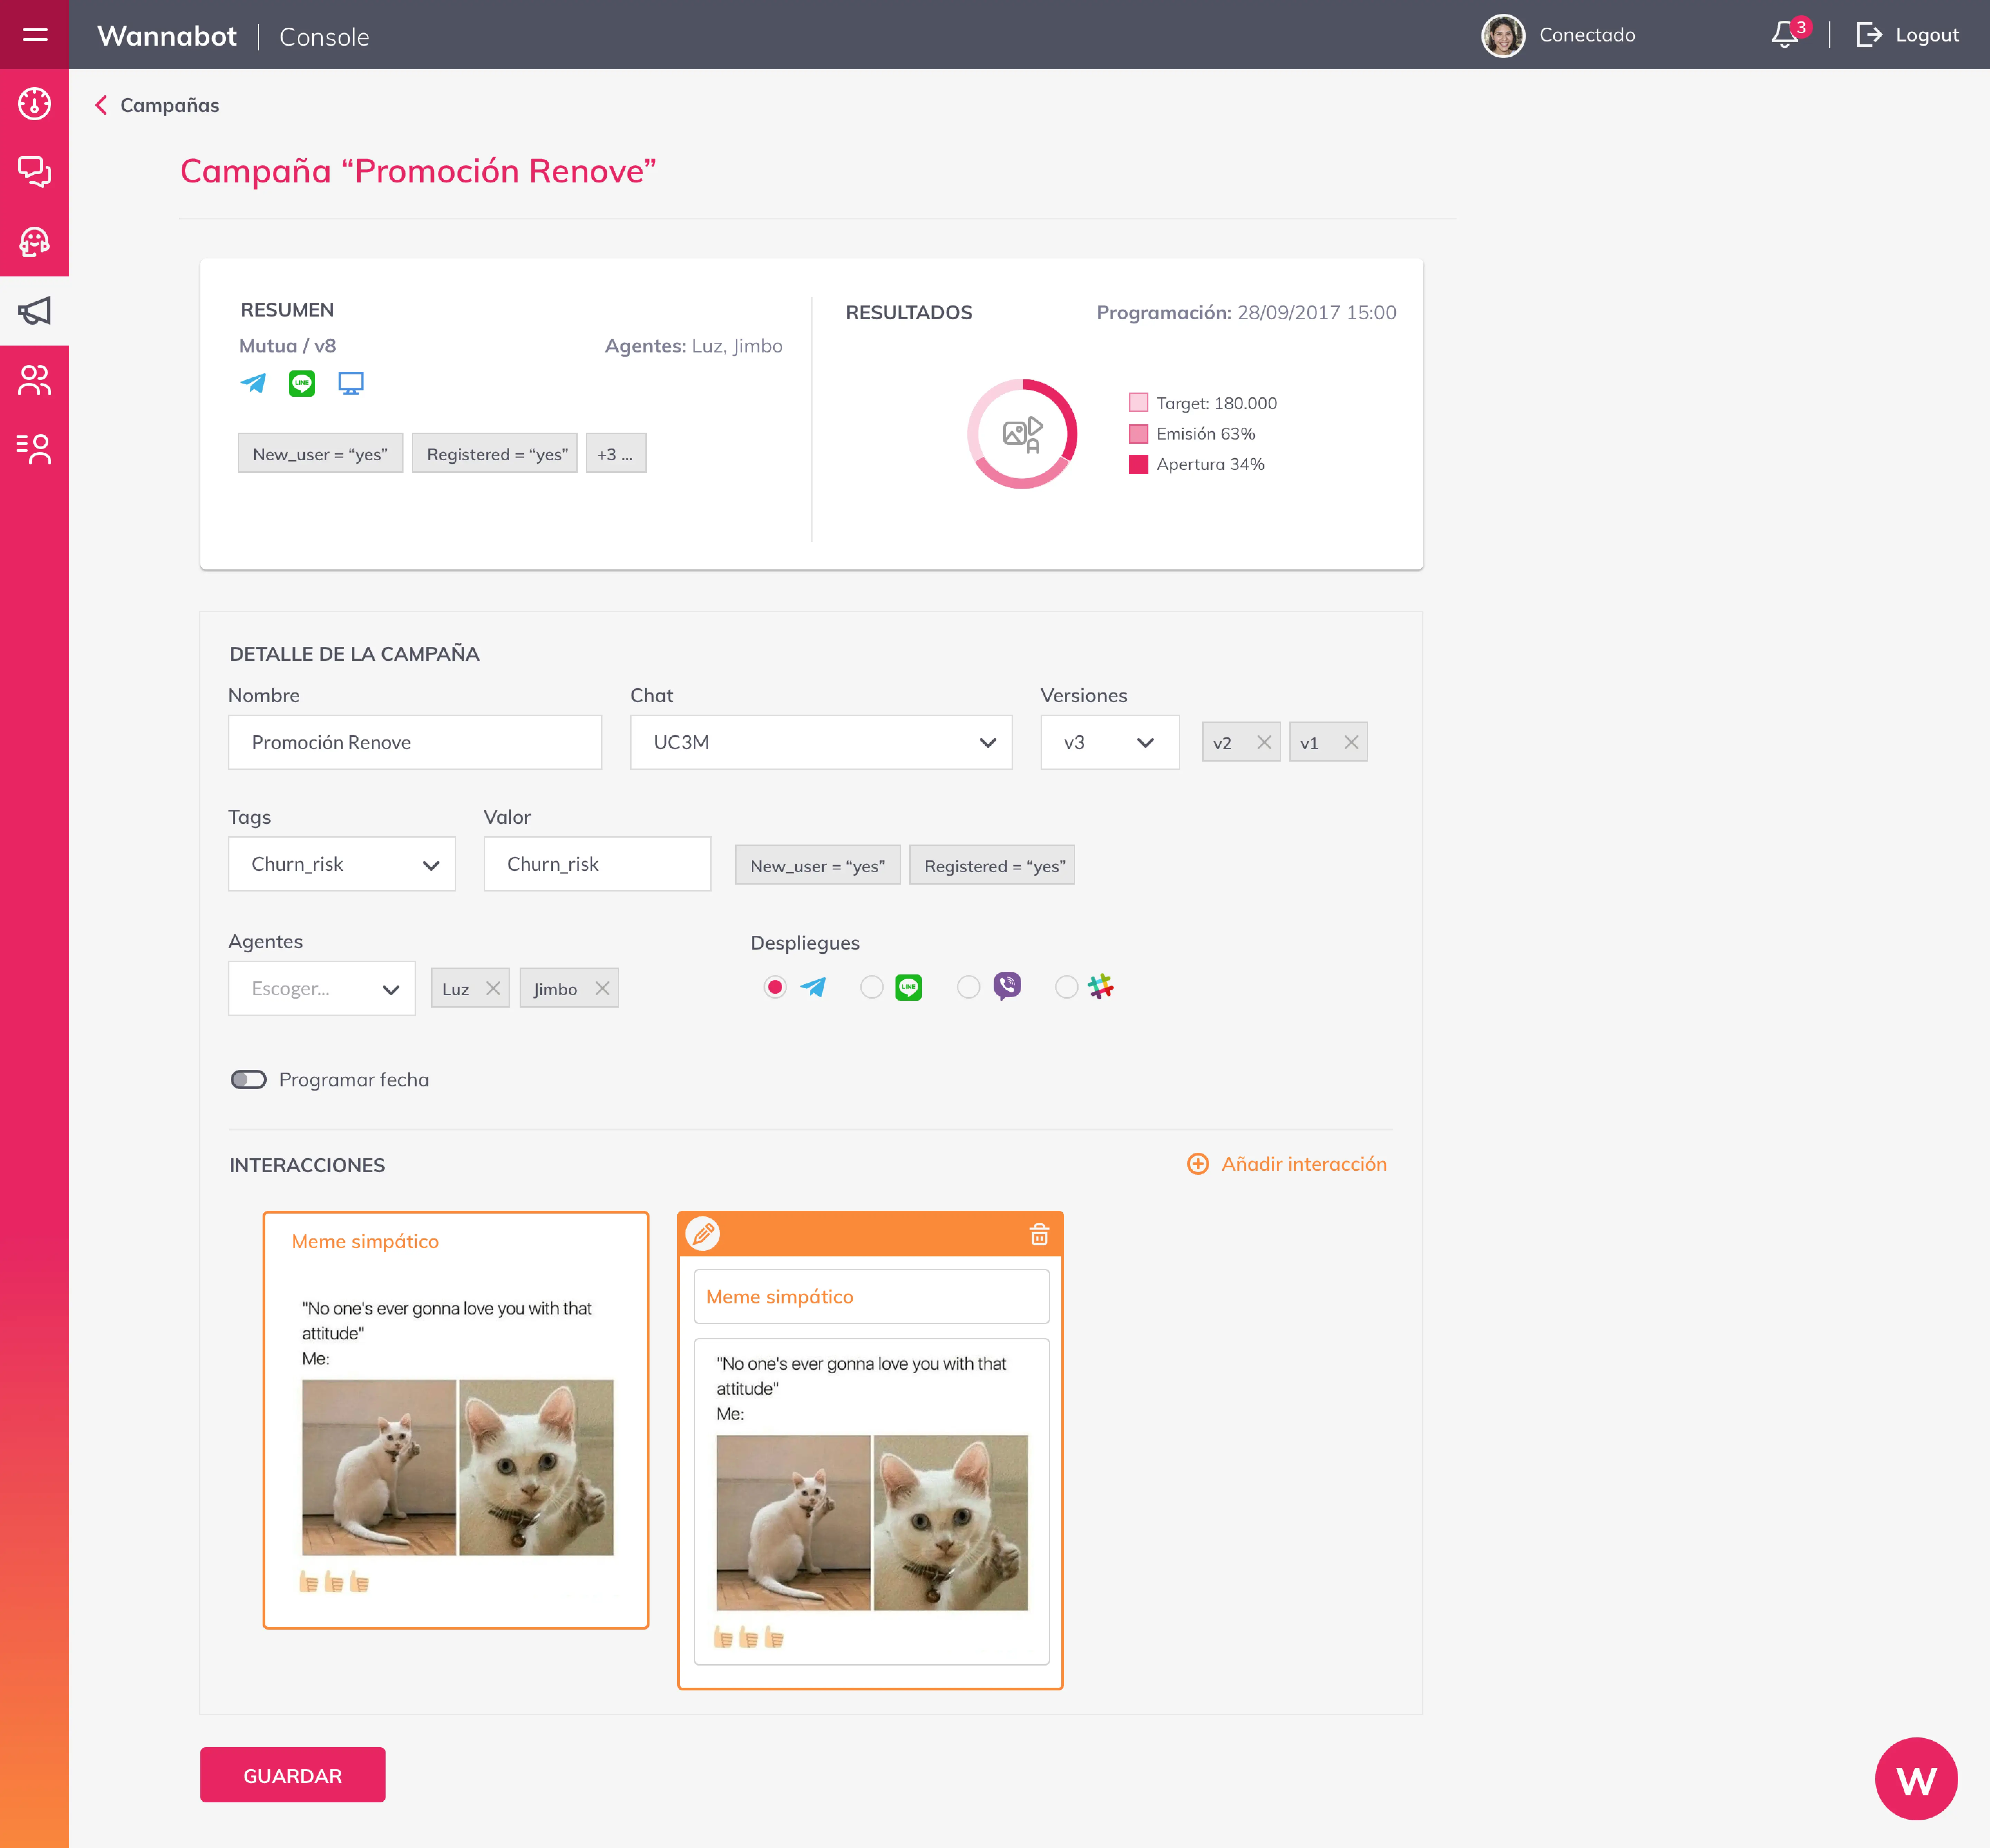 Wannabot | Console
Conectado
3
Logout
Campañas
Campaña “Promoción Renove”
RESUMEN
Mutua / v8
Agentes: Luz, Jimbo
LINE
New_user = “yes”
Registered = “yes”
+3 ...
RESULTADOS
Programación: 28/09/2017 15:00
A
Target: 180.000
Emisión 63%
Apertura 34%
DETALLE DE LA CAMPAÑA
Nombre
Chat
Versiones
Promoción Renove
UC3M
v3
v2
v1
Tags
Valor
Churn_risk
Churn_risk
New_user = “yes”
Registered = “yes”
Agentes
Despliegues
Escoger...
Luz
Jimbo
LINE
Programar fecha
INTERACCIONES
Añadir interacción
Meme simpático
"No one's ever gonna love you with that
attitude"
Me:
Meme simpático
"No one's ever gonna love you with that
attitude"
Me:
GUARDAR
W